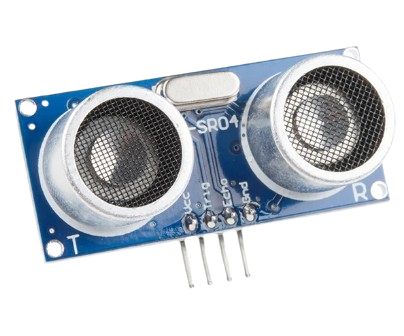 -SR04
Vcc
Trig
Echo
Gnd
T
R